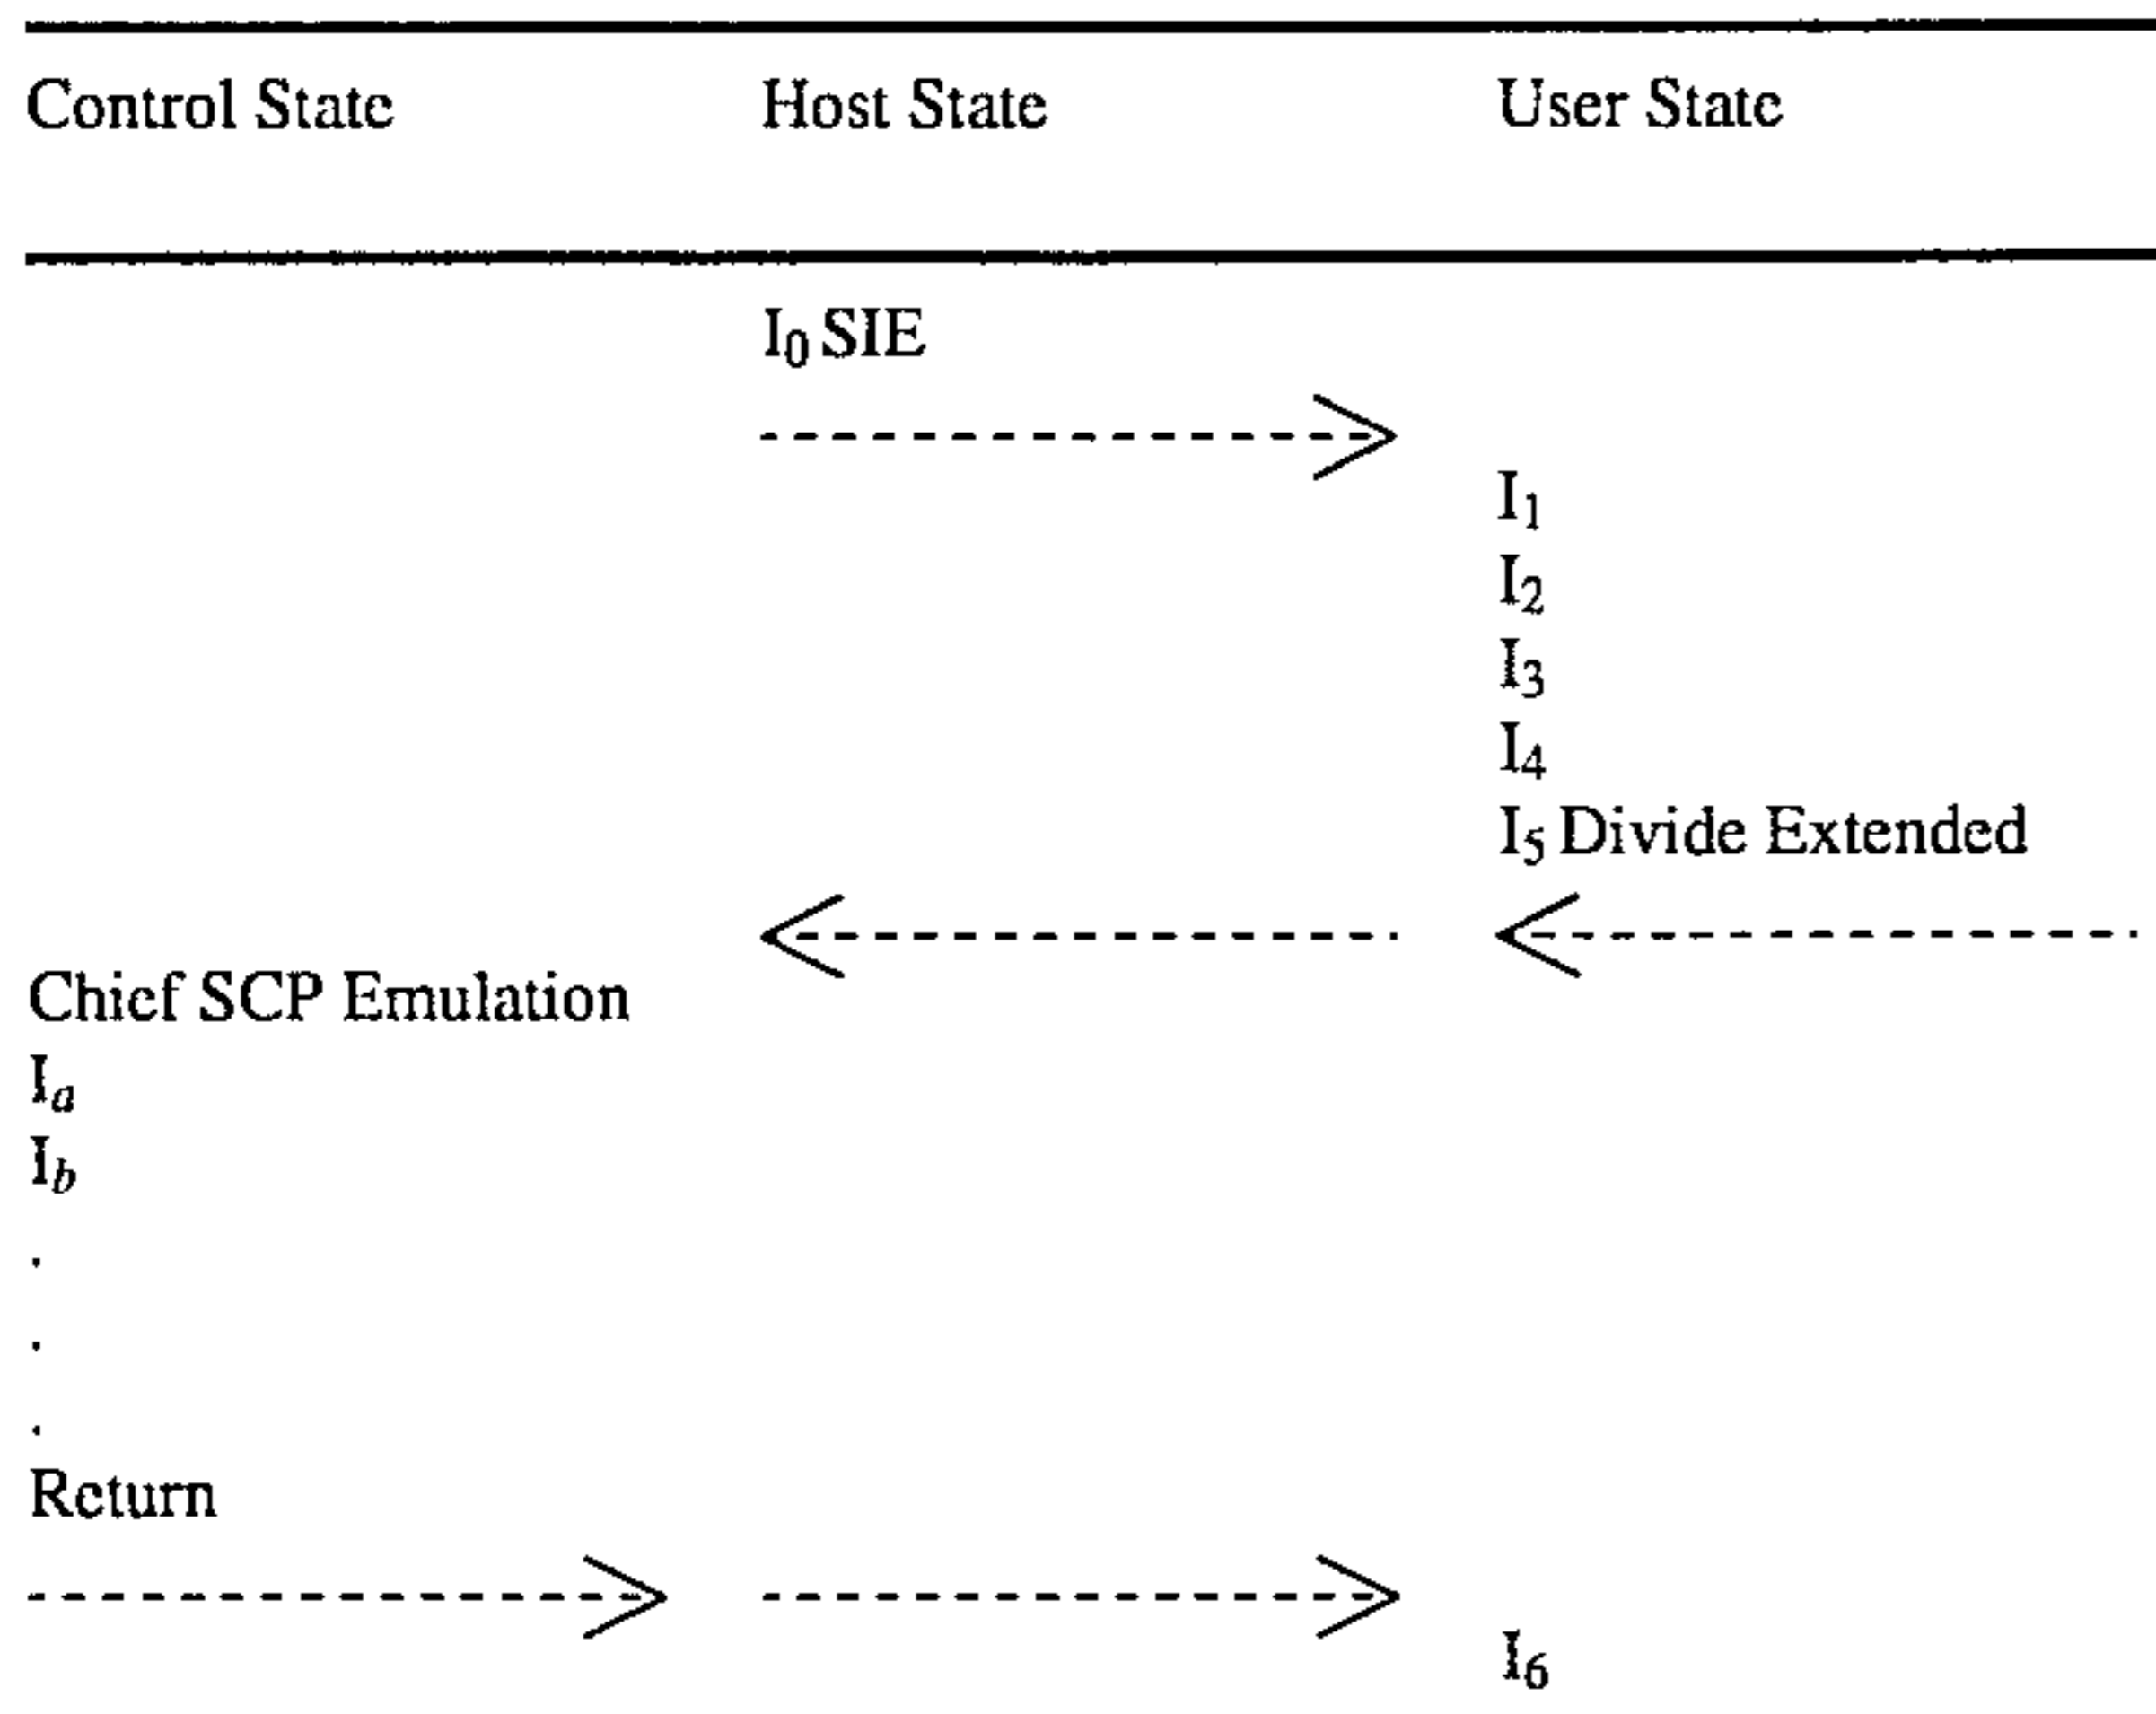 Control State Host State User State
I₀ SIE
I₁
I₂
I₃
I₄
I₅ Divide Extended
Chief SCP Emulation
Iₐ
I_b
.
.
.
Return
I₆